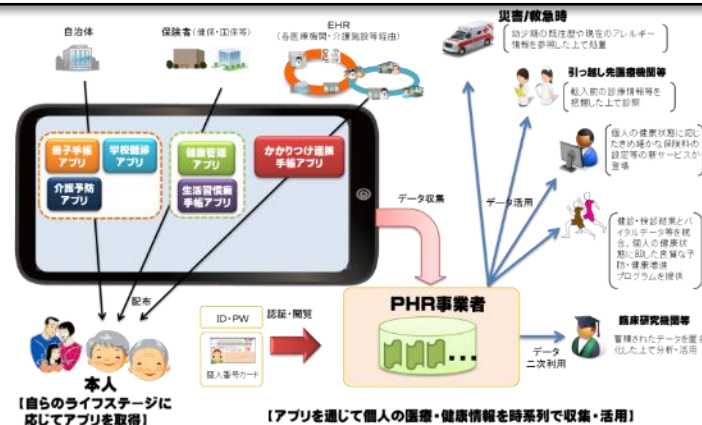 自治体
保険者(健保・国保等)
EHR
(各医療機関・介護施設等経由)
災害/救急時
幼少期の既往歴や現在のアレルギー
情報を参照した上で処置
引っ越し先医療機関等
転入前の診療情報等を
把握した上で診察
個人の健康状態に応じ
たきめ細かな保険料の
設定等の新サービスが
登場
健診・検診結果とバ
イタルデータ等を統
合、個人の健康状
態に即した良質な予
防・健康増進
プログラムを提供
臨床研究機関等
蓄積されたデータを匿名
化した上で分析・活用
母子手帳
アプリ
学校健診
アプリ
介護予防
アプリ
健康管理
アプリ
生活習慣病
手帳アプリ
かかりつけ連携
手帳アプリ
データ収集
データ活用
配布
ID・PW
個人番号カード
認証・閲覧
PHR事業者
データ
二次利用
本人
【自らのライフステージに
応じてアプリを取得】
【アプリを通じて個人の医療・健康情報を時系列で収集・活用】